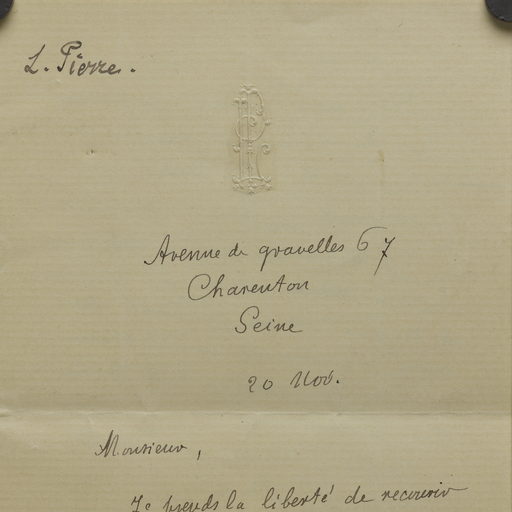 L. Pierre.
Avenue de gravelles 67
Charenton
Seine
20 Nov.
Monsieur,
Je prends la liberté de recourir